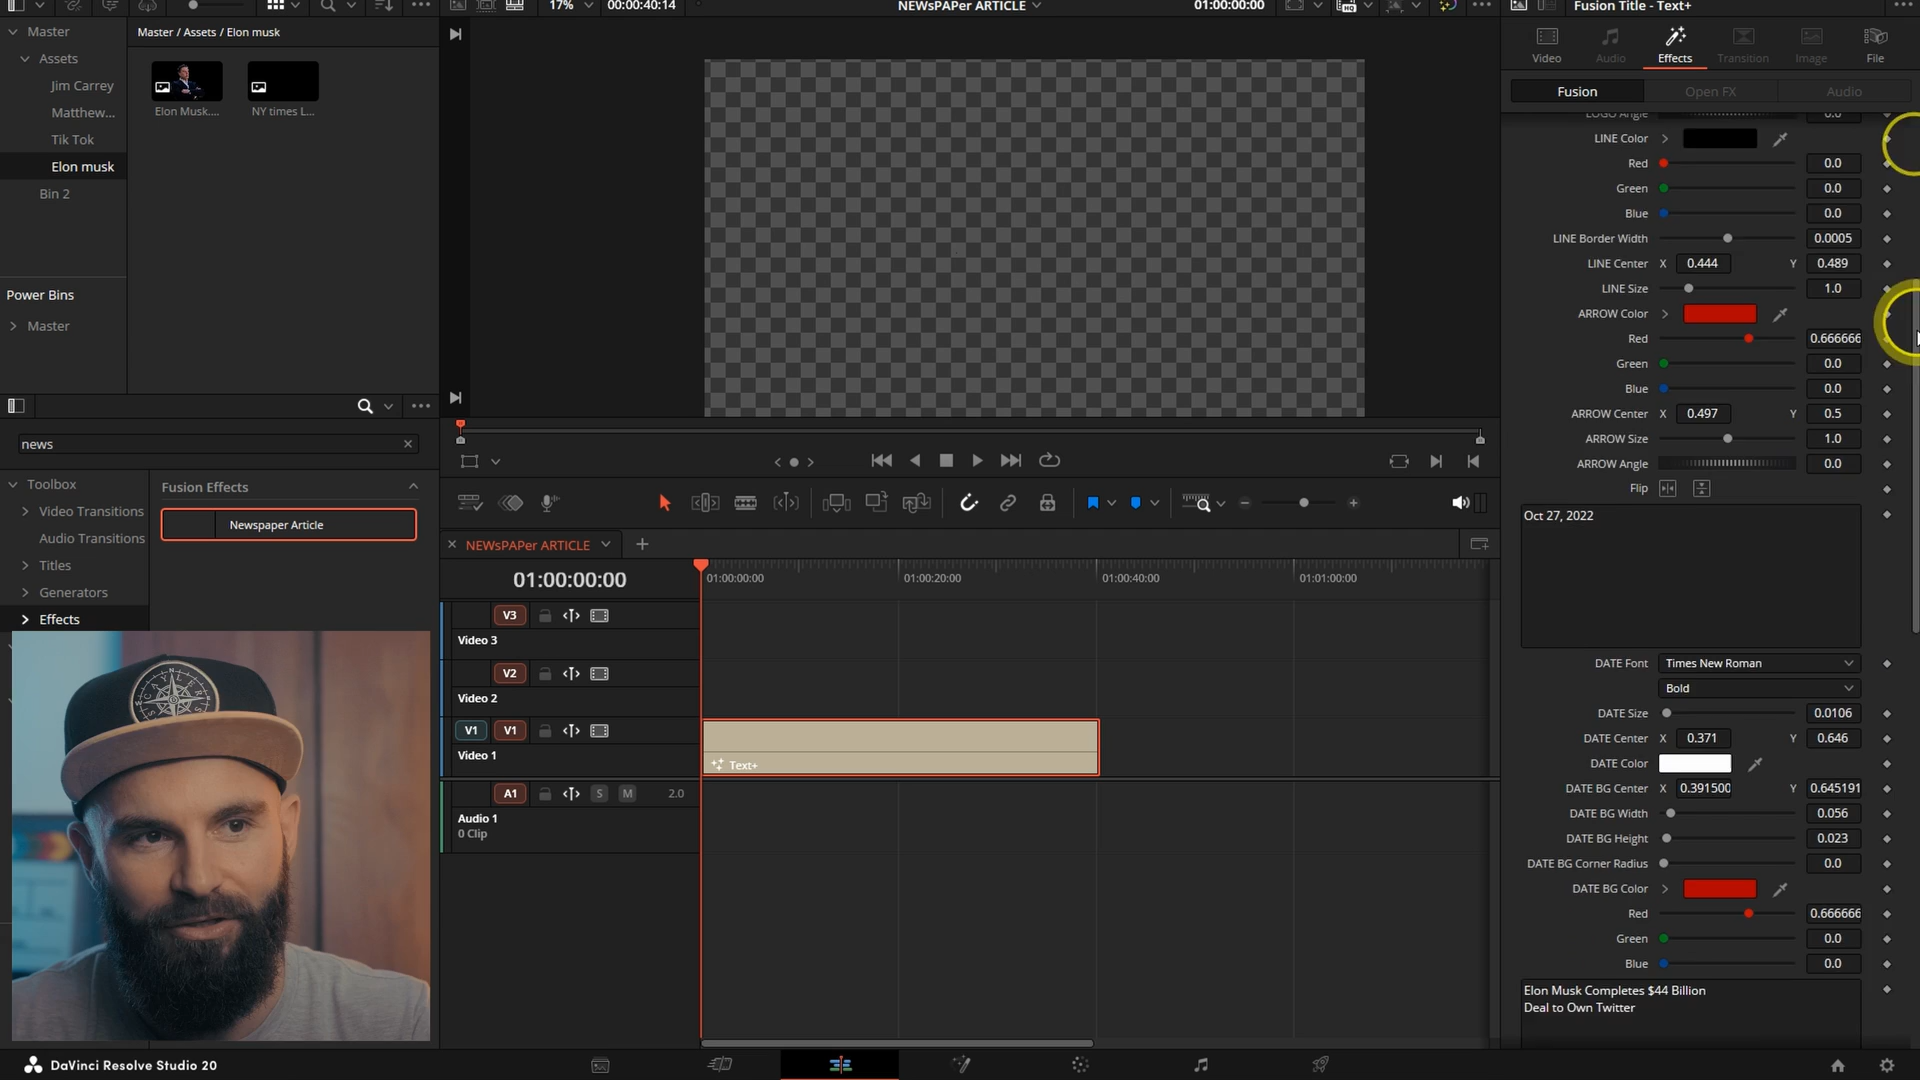 17%
00:00:40:14
NEWsPAPer ARTICLE
01:00:00:00
Fusion Title - Text+
Master
Assets
Jim Carrey
Matthew...
Tik Tok
Elon musk
Bin 2
Power Bins
Master
Master / Assets / Elon musk
Elon Musk....
NY times L...
Video
Audio
Effects
Transition
Image
File
Fusion
Open FX
Audio
LOGO Angle
0.0
LINE Color
Red
0.0
Green
0.0
Blue
0.0
LINE Border Width
0.0005
LINE Center X 0.444 Y 0.489
LINE Size
1.0
ARROW Color
Red
0.666666
Green
0.0
Blue
0.0
ARROW Center X 0.497 Y 0.5
ARROW Size
1.0
ARROW Angle
0.0
Flip
Oct 27, 2022
DATE Font Times New Roman
Bold
DATE Size
0.0106
DATE Center X 0.371 Y 0.646
DATE Color
DATE BG Center X 0.391500 Y 0.645191
DATE BG Width
0.056
DATE BG Height
0.023
DATE BG Corner Radius
0.0
DATE BG Color
Red
0.666666
Green
0.0
Blue
0.0
Elon Musk Completes $44 Billion
Deal to Own Twitter
news
Toolbox
Video Transitions
Audio Transitions
Titles
Generators
Effects
Fusion Effects
Newspaper Article
NEWsPAPer ARTICLE
01:00:00:00
01:00:00:00
01:00:20:00
01:00:40:00
01:01:00:00
V3
Video 3
V2
Video 2
V1 V1
Video 1
Text+
A1 S M 2.0
Audio 1
0 Clip
CAYLER
DaVinci Resolve Studio 20